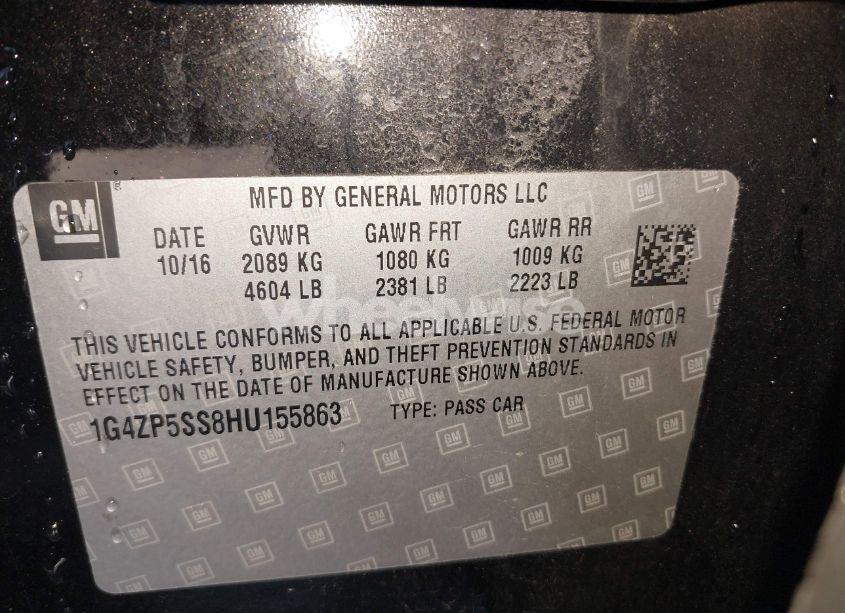 GM
MFD BY GENERAL MOTORS LLC
DATE GVWR GAWR FRT GAWR RR
10/16 2089 KG 1080 KG 1009 KG
4604 LB 2381 LB 2223 LB
THIS VEHICLE CONFORMS TO ALL APPLICABLE U.S. FEDERAL MOTOR
VEHICLE SAFETY, BUMPER, AND THEFT PREVENTION STANDARDS IN
EFFECT ON THE DATE OF MANUFACTURE SHOWN ABOVE.
1G4ZP5SS8HU155863 TYPE: PASS CAR